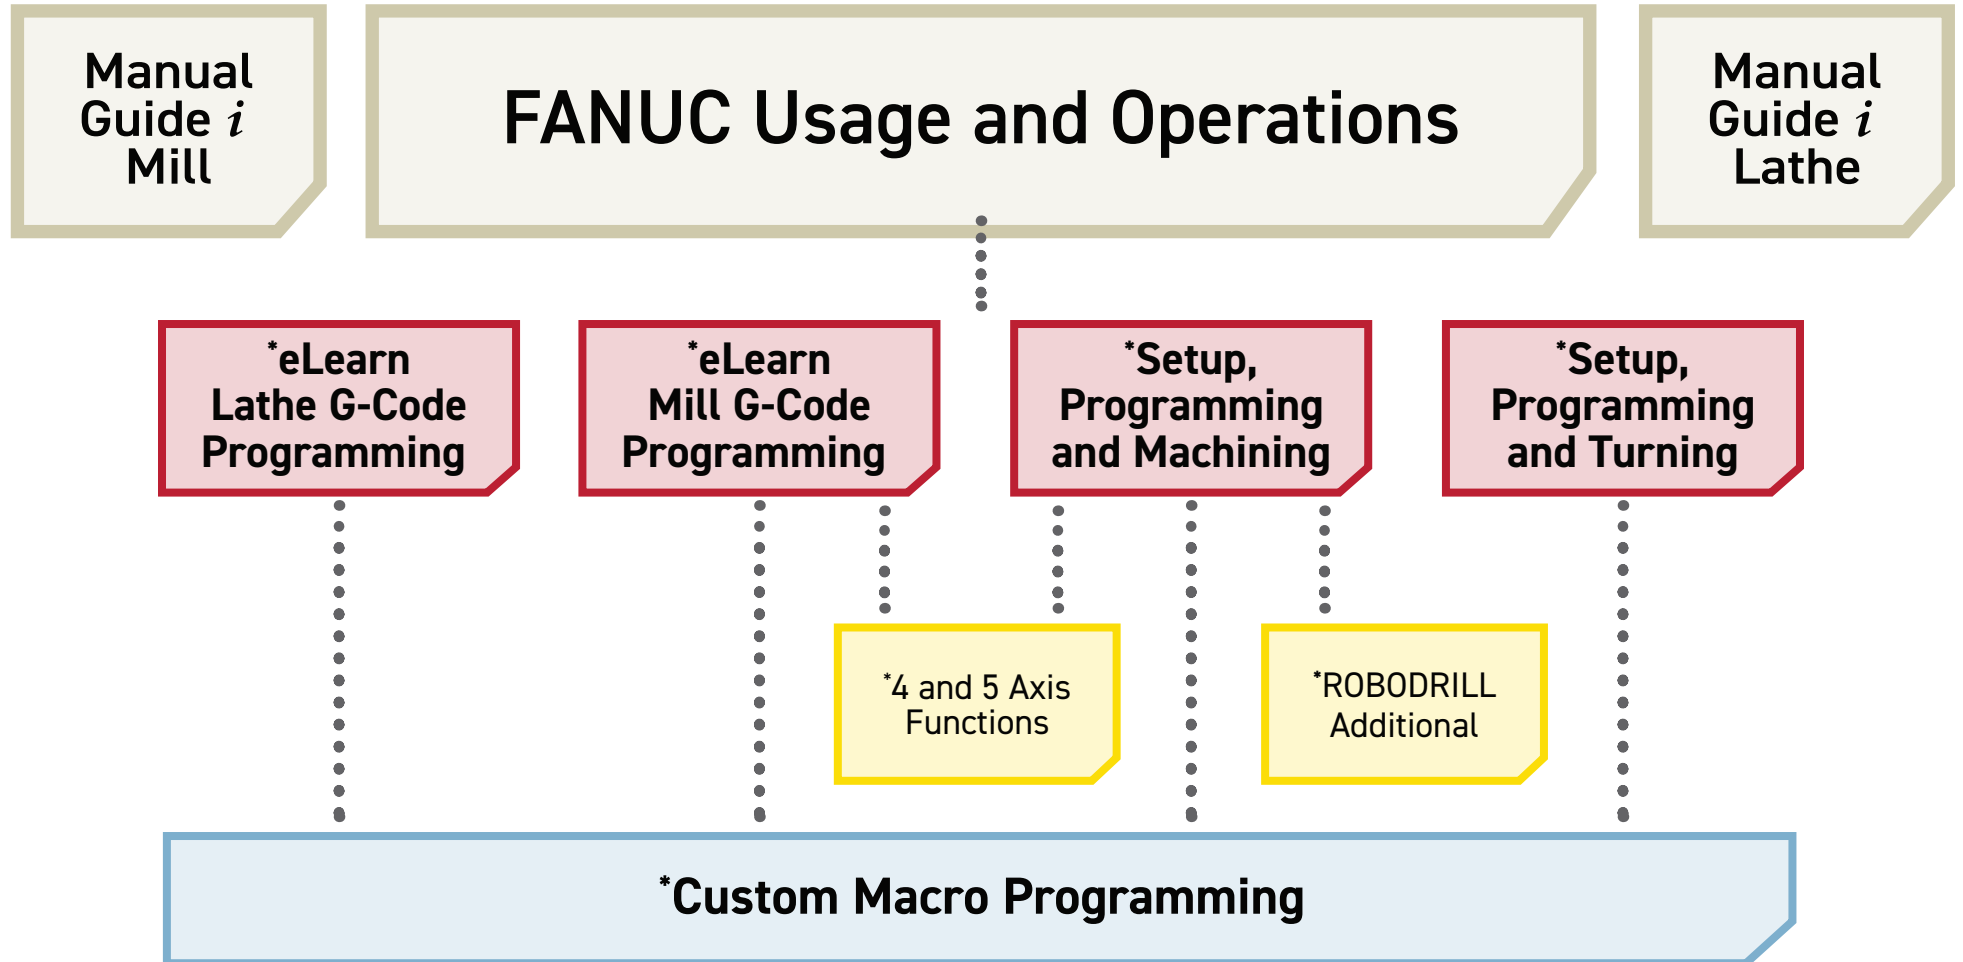 Manual
Guide i
Mill
FANUC Usage and Operations
Manual
Guide i
Lathe
*eLearn
Lathe G-Code
Programming
*eLearn
Mill G-Code
Programming
*Setup,
Programming
and Machining
*Setup,
Programming
and Turning
*4 and 5 Axis
Functions
*ROBODRILL
Additional
*Custom Macro Programming